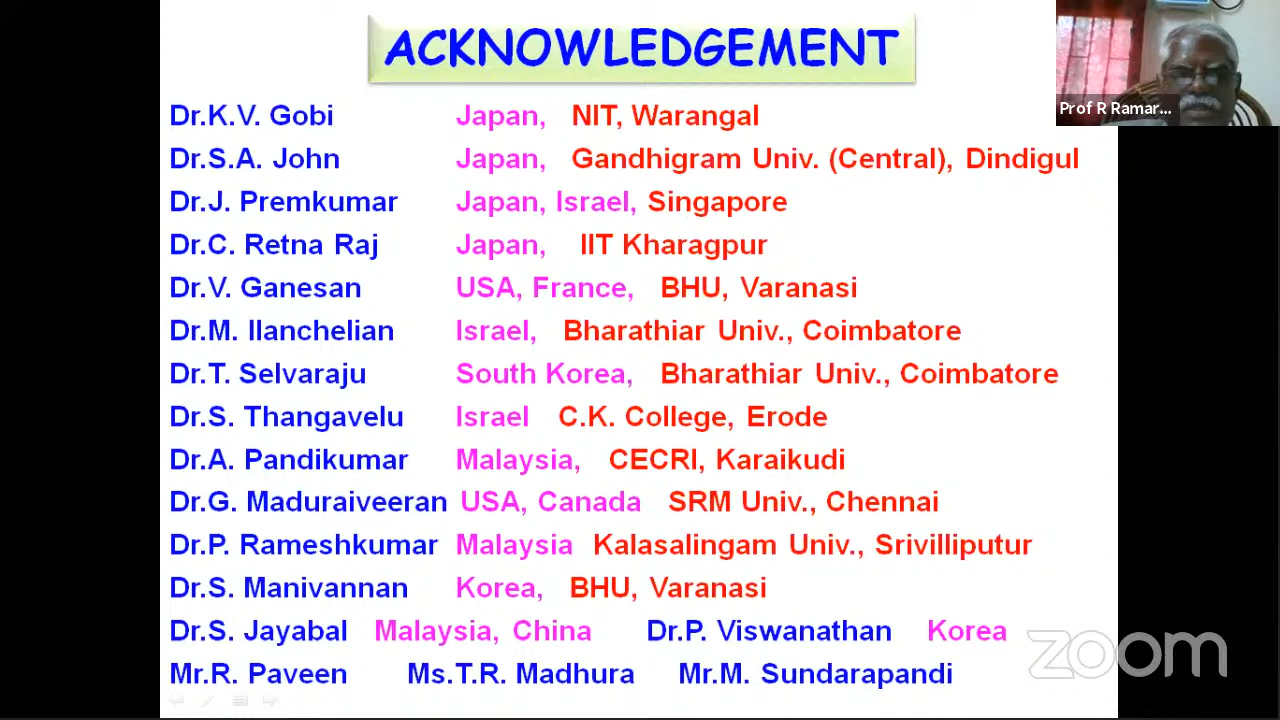 ACKNOWLEDGEMENT
Prof R Ramar...
Dr.K.V. Gobi Japan, NIT, Warangal
Dr.S.A. John Japan, Gandhigram Univ. (Central), Dindigul
Dr.J. Premkumar Japan, Israel, Singapore
Dr.C. Retna Raj Japan, IIT Kharagpur
Dr.V. Ganesan USA, France, BHU, Varanasi
Dr.M. Ilanchelian Israel, Bharathiar Univ., Coimbatore
Dr.T. Selvaraju South Korea, Bharathiar Univ., Coimbatore
Dr.S. Thangavelu Israel C.K. College, Erode
Dr.A. Pandikumar Malaysia, CECRI, Karaikudi
Dr.G. Maduraiveeran USA, Canada SRM Univ., Chennai
Dr.P. Rameshkumar Malaysia Kalasalingam Univ., Srivilliputur
Dr.S. Manivannan Korea, BHU, Varanasi
Dr.S. Jayabal Malaysia, China Dr.P. Viswanathan Korea
Mr.R. Paveen Ms.T.R. Madhura Mr.M. Sundarapandi
zoom